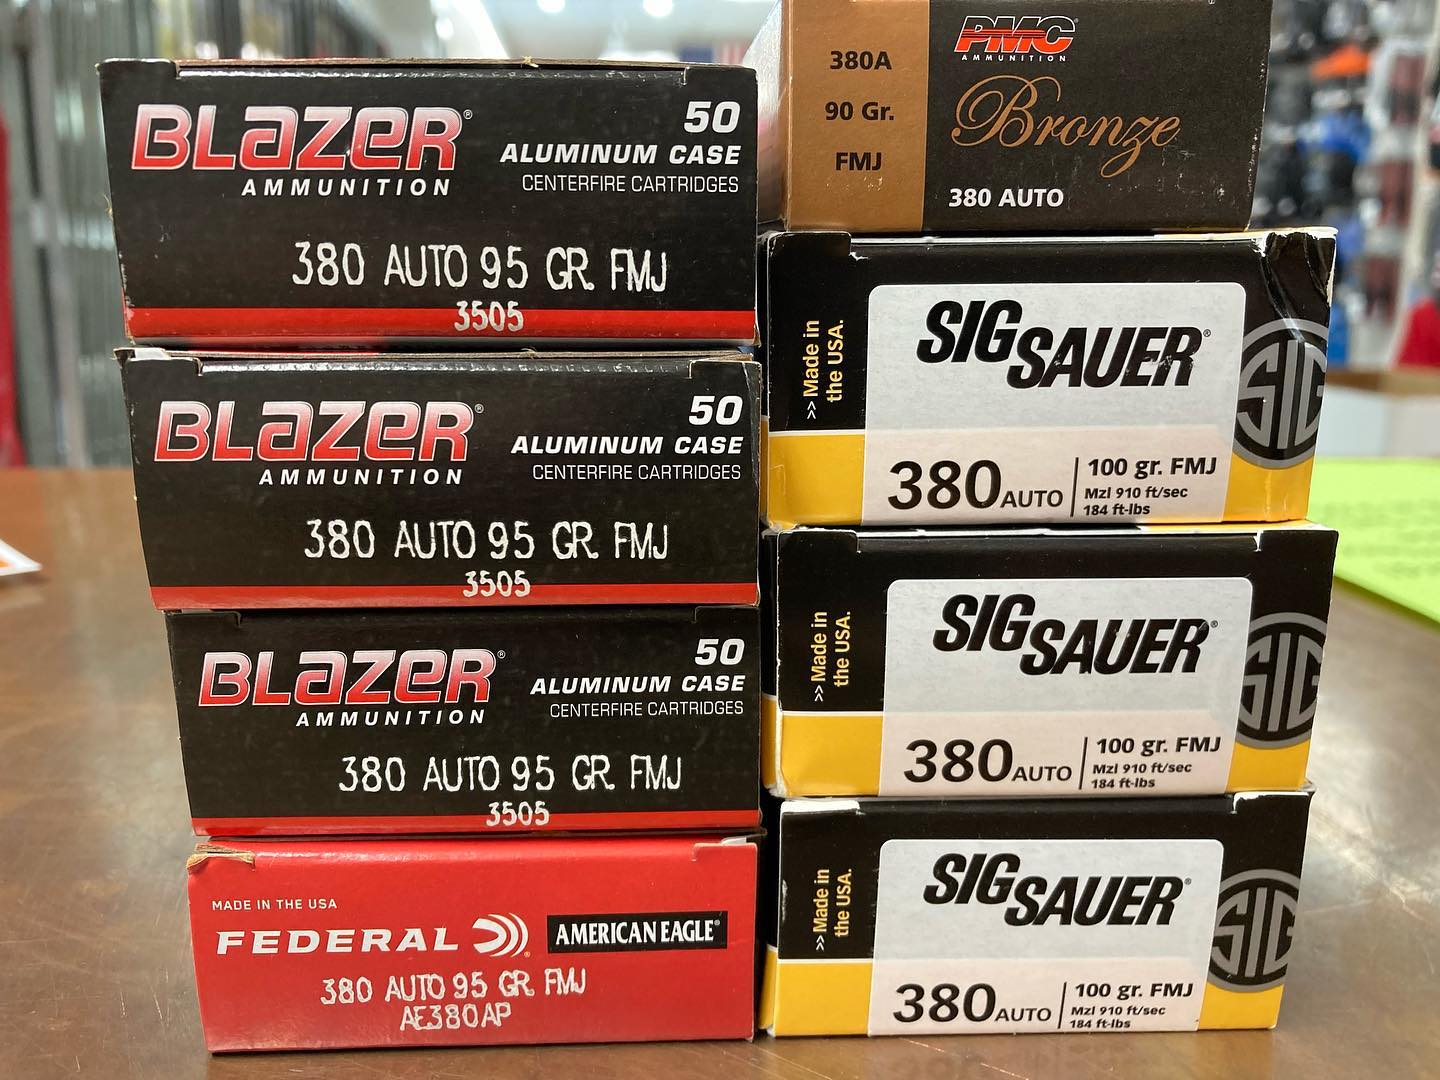 BLAZER®
AMMUNITION
50
ALUMINUM CASE
CENTERFIRE CARTRIDGES
380 AUTO 95 GR. FMJ
3505
BLAZER®
AMMUNITION
50
ALUMINUM CASE
CENTERFIRE CARTRIDGES
380 AUTO 95 GR. FMJ
3505
BLAZER®
AMMUNITION
50
ALUMINUM CASE
CENTERFIRE CARTRIDGES
380 AUTO 95 GR. FMJ
3505
MADE IN THE USA
FEDERAL®
AMERICAN EAGLE®
380 AUTO 95 GR. FMJ
AE380AP
380A
90 Gr.
FMJ
PMC®
AMMUNITION
Bronze
380 AUTO
>> Made in
the USA.
SIG SAUER®
SIG
380 AUTO
100 gr. FMJ
Mzl 910 ft/sec
184 ft-lbs
>> Made in
the USA.
SIG SAUER®
SIG
380 AUTO
100 gr. FMJ
Mzl 910 ft/sec
184 ft-lbs
>> Made in
the USA.
SIG SAUER®
SIG
380 AUTO
100 gr. FMJ
Mzl 910 ft/sec
184 ft-lbs